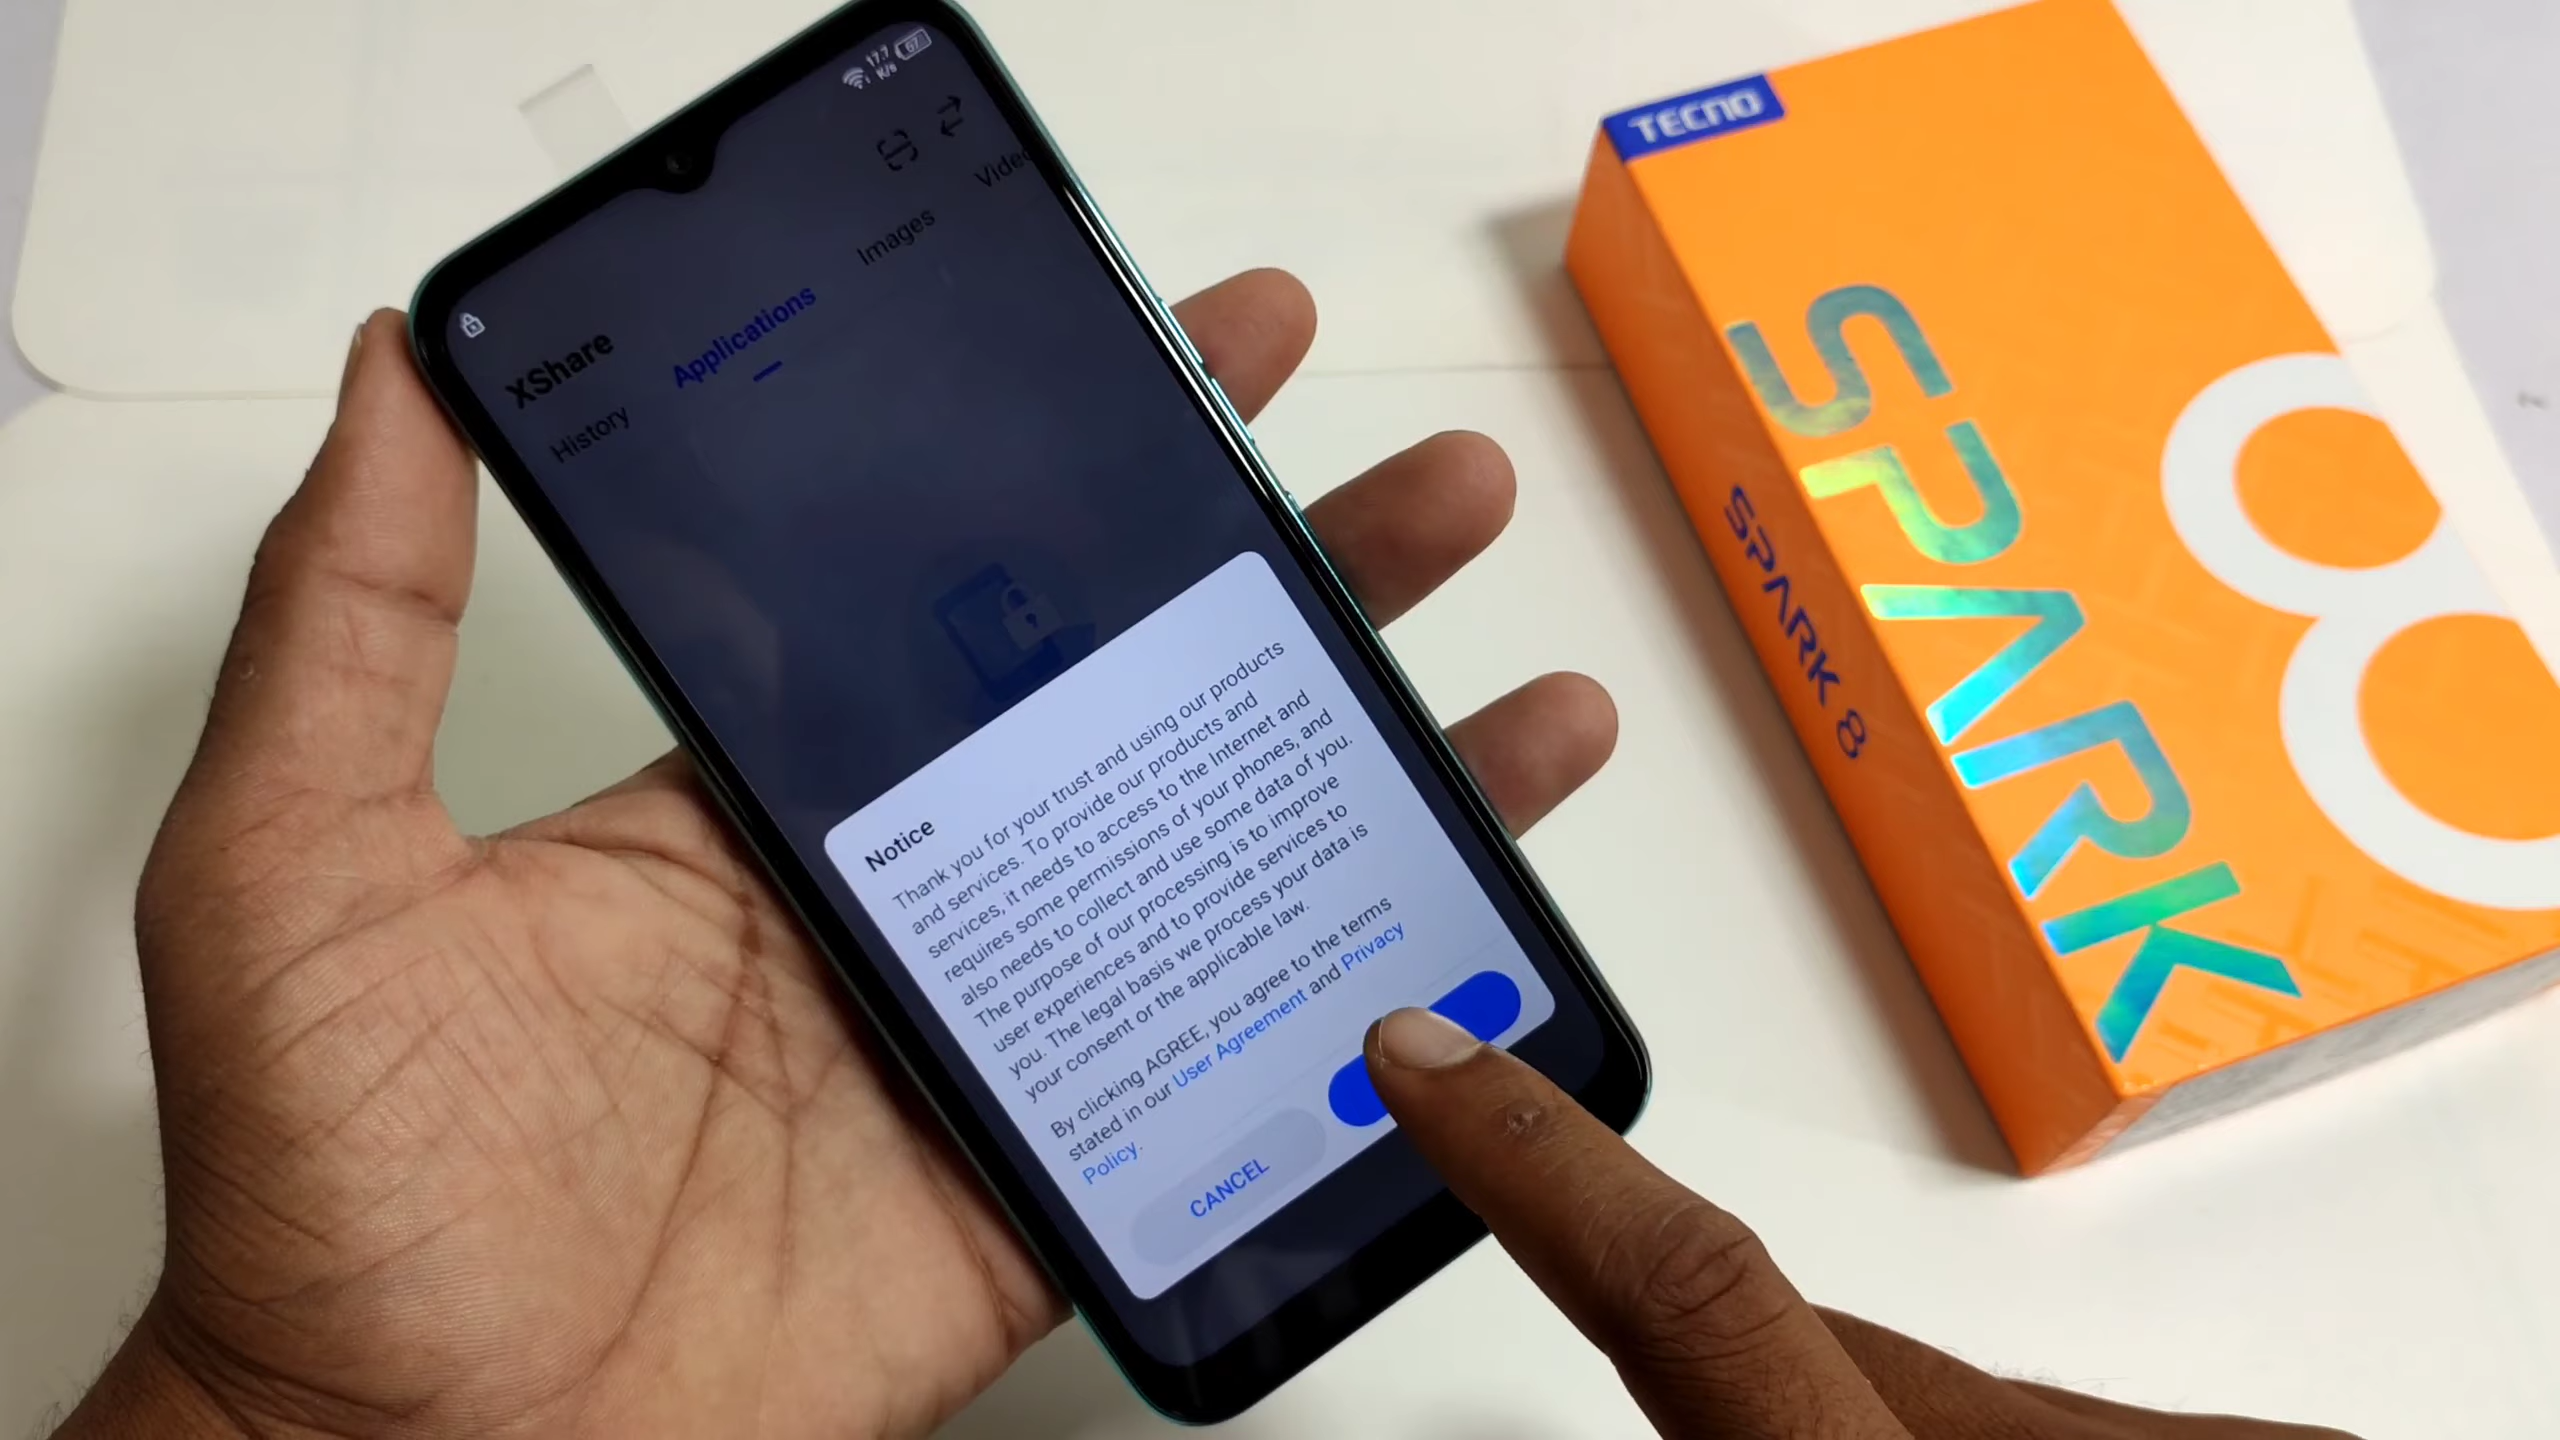 17.7
K/s
67
XShare
History
Applications
Images
Notice
Thank you for your trust and using our products
and services. To provide our products and
services, it needs to access to the Internet and
requires some permissions of your phones, and
also needs to collect and use some data of you.
The purpose of our processing is to improve
user experiences and to provide services to
you. The legal basis we process your data is
your consent or the applicable law.
By clicking AGREE, you agree to the terms
stated in our User Agreement and Privacy
Policy.
CANCEL
TECNO
SPARK
8
SPARK 8